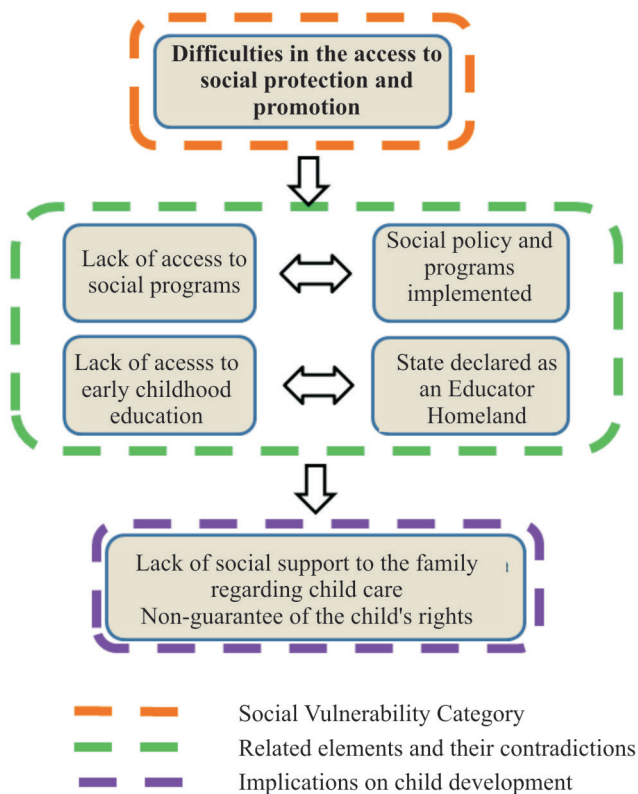 Difficulties in the access to
social protection and
promotion
Lack of access to
social programs
Social policy and
programs
implemented
Lack of acesss to
early childhood
education
State declared as
an Educator
Homeland
Lack of social support to the family
regarding child care
Non-guarantee of the child's rights
Social Vulnerability Category
Related elements and their contradictions
Implications on child development